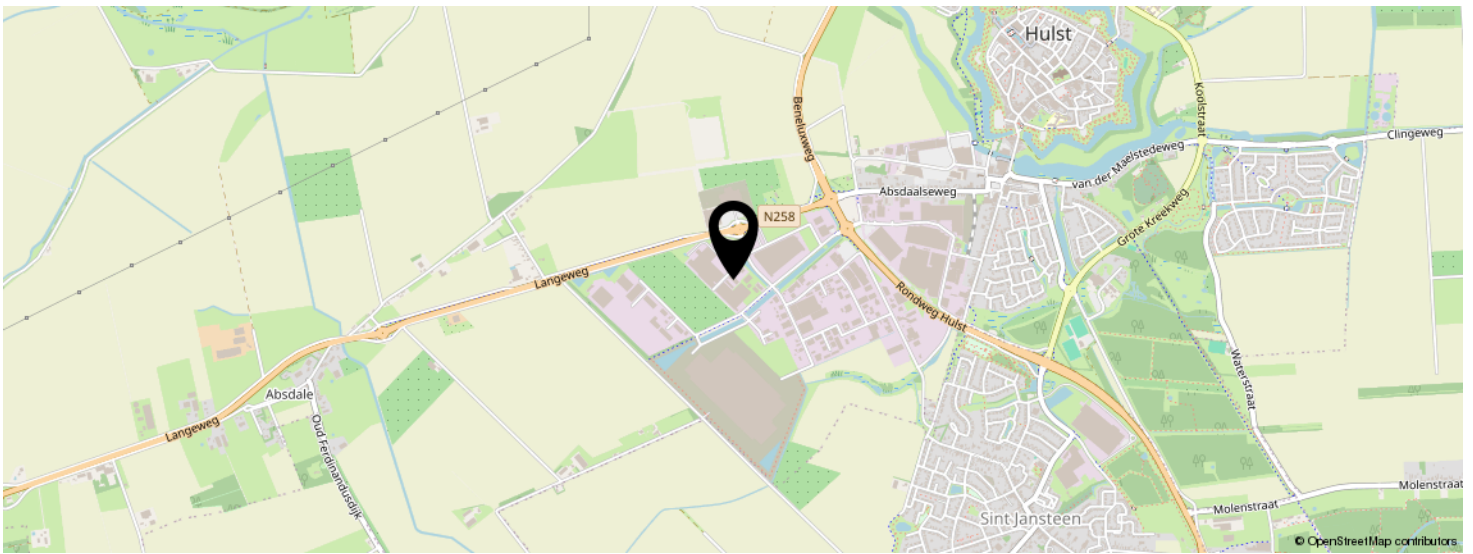 Hulst
Koolstraat
Beneluxweg
Clingeweg
van der Maelstedeweg
Absdaalseweg
N258
Grote Kreekweg
Langeweg
Rondweg Hulst
Waterstraat
Absdale
Langeweg
Oud Ferdinandusdijk
Molenstraat
Molenstraat
Sint Jansteen
© OpenStreetMap contributors